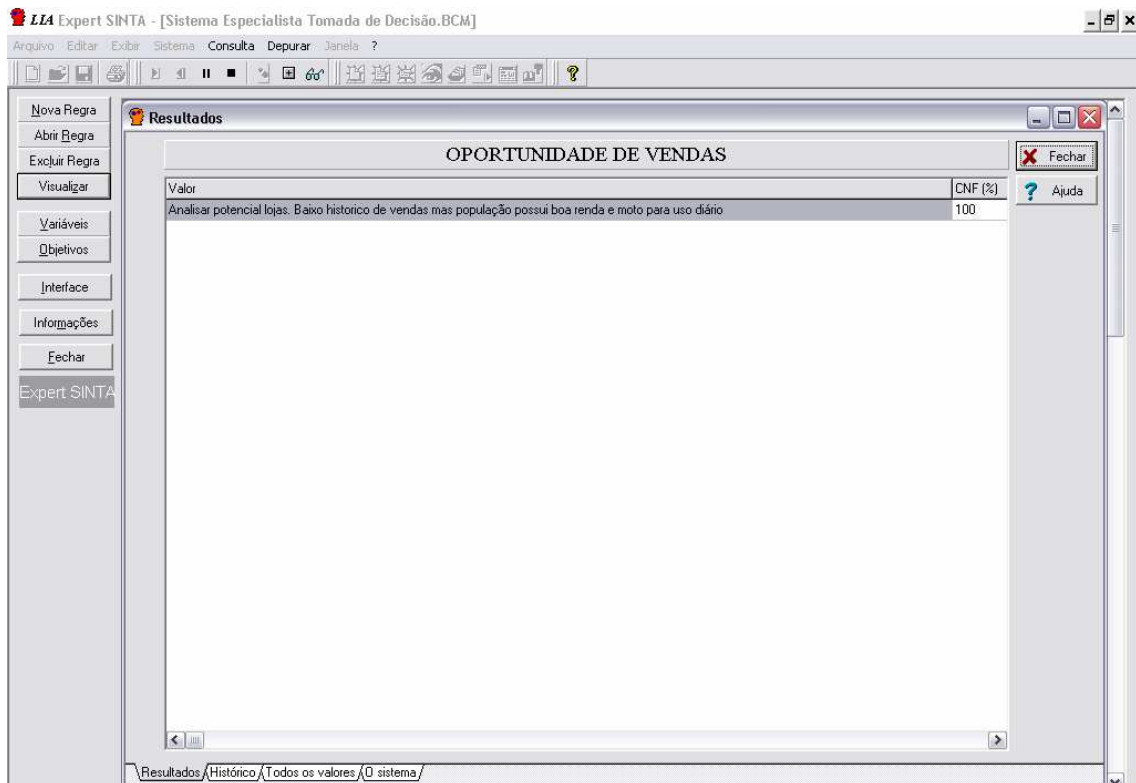 LIA Expert SINTA - [Sistema Especialista Tomada de Decisão.BCM]
Arquivo Editar Exibir Sistema Consulta Depurar Janela ?
Nova Regra
Abrir Regra
Excluir Regra
Visualizar
Variáveis
Objetivos
Interface
Informações
Fechar
Expert SINTA
Resultados
OPORTUNIDADE DE VENDAS
Valor CNF (%)
Analisar potencial lojas. Baixo historico de vendas mas população possui boa renda e moto para uso diário 100
Fechar
Ajuda
Resultados Histórico Todos os valores O sistema